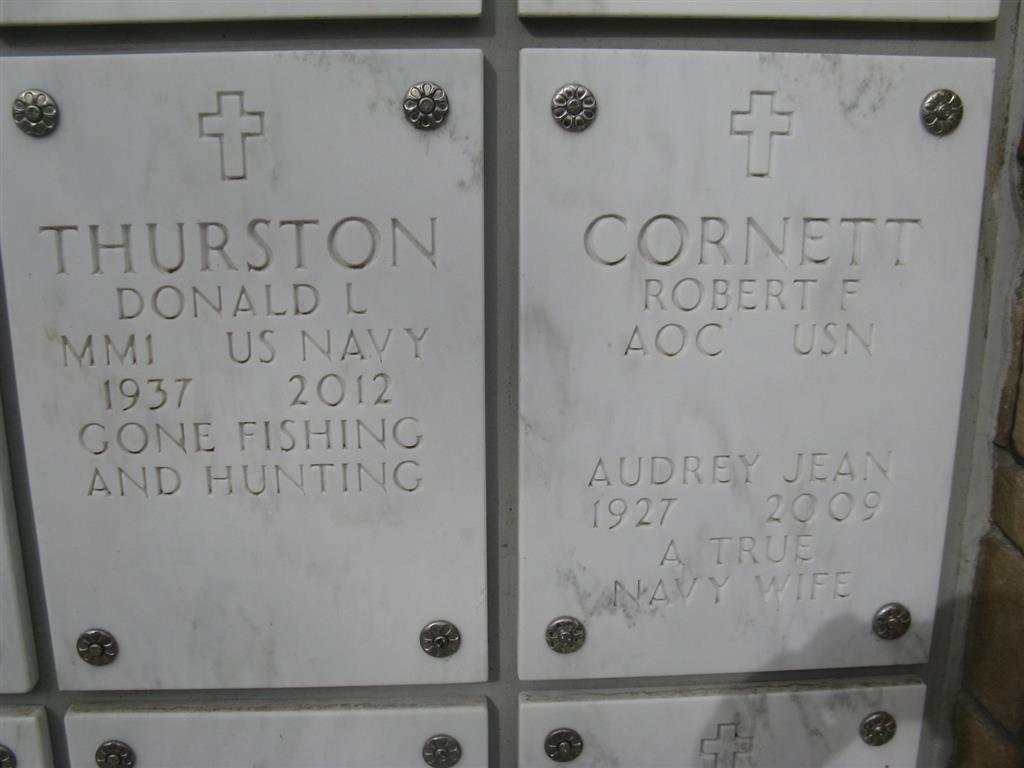 THURSTON
DONALD L
MM1 US NAVY
1937 2012
GONE FISHING
AND HUNTING
CORNETT
ROBERT F
AOC USN
AUDREY JEAN
1927 2009
A TRUE
NAVY WIFE